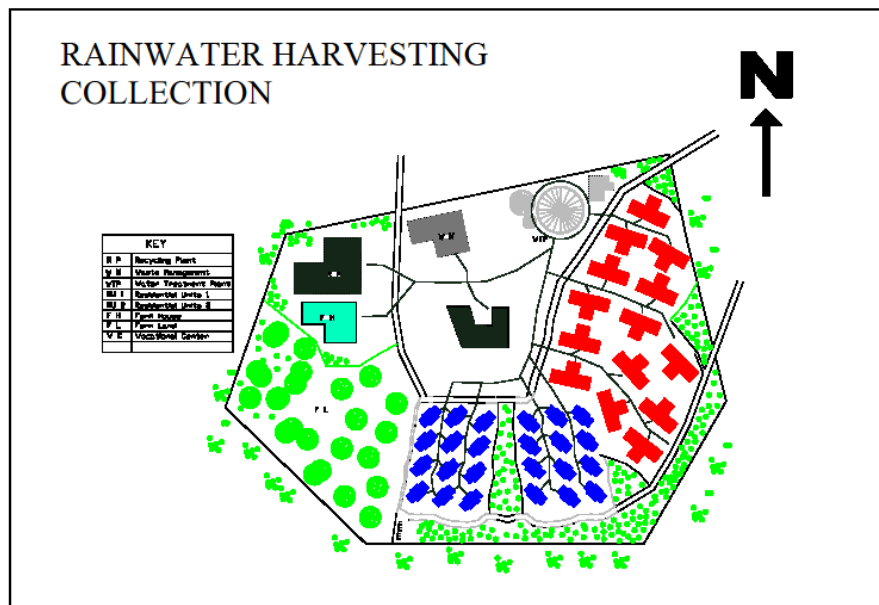 RAINWATER HARVESTING
COLLECTION
N
KEY
R P Recycling Plant
W M Waste Management
WTP Water Treatment Plant
RU 1 Residential Units 1
RU 2 Residential Units 2
F H Farm House
F L Farm Land
V C Vocational Center
W M
WTP
F H
F L